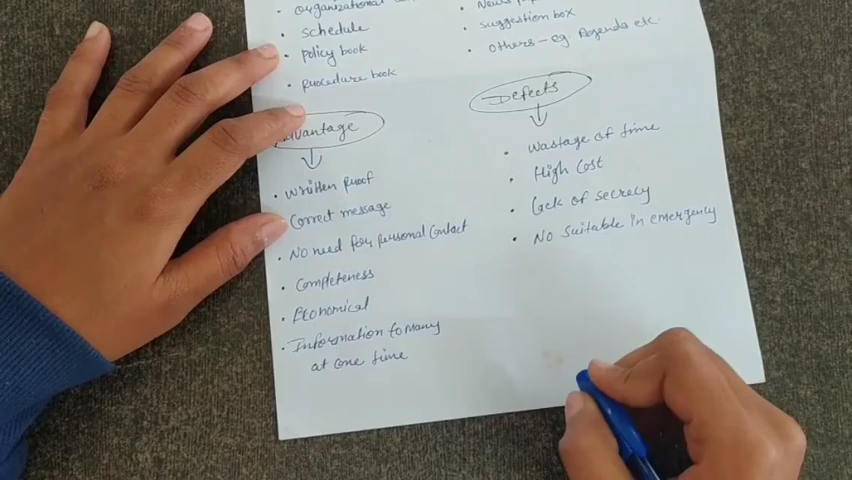 • organizational
• schedule
• policy book
• procedure book
• suggestion box
• Others - eg Agenda etc.
Advantage
• Written proof
• Correct message
• No need for personal Contact
• Completeness
• Economical
• Information to Many
at one time
Defects
• Wastage of time
• High Cost
• Lack of secrecy
• No suitable in emergency